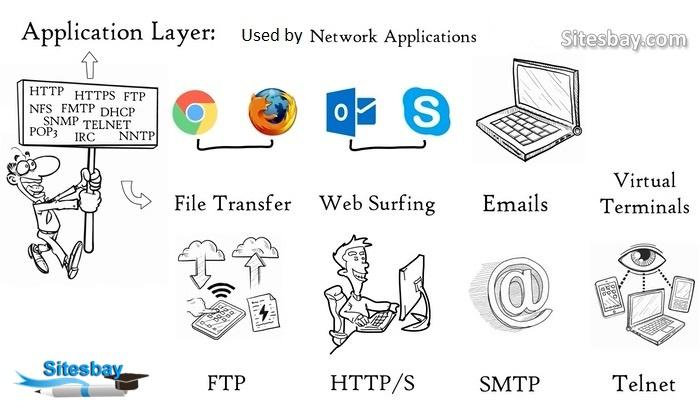 Application Layer: Used by Network Applications
Sitesbay.com
HTTP HTTPS FTP
NFS FMTP DHCP
SNMP TELNET
POP3 IRC NNTP
File Transfer Web Surfing Emails Virtual Terminals
FTP HTTP/S SMTP Telnet
@
O
S
Sitesbay